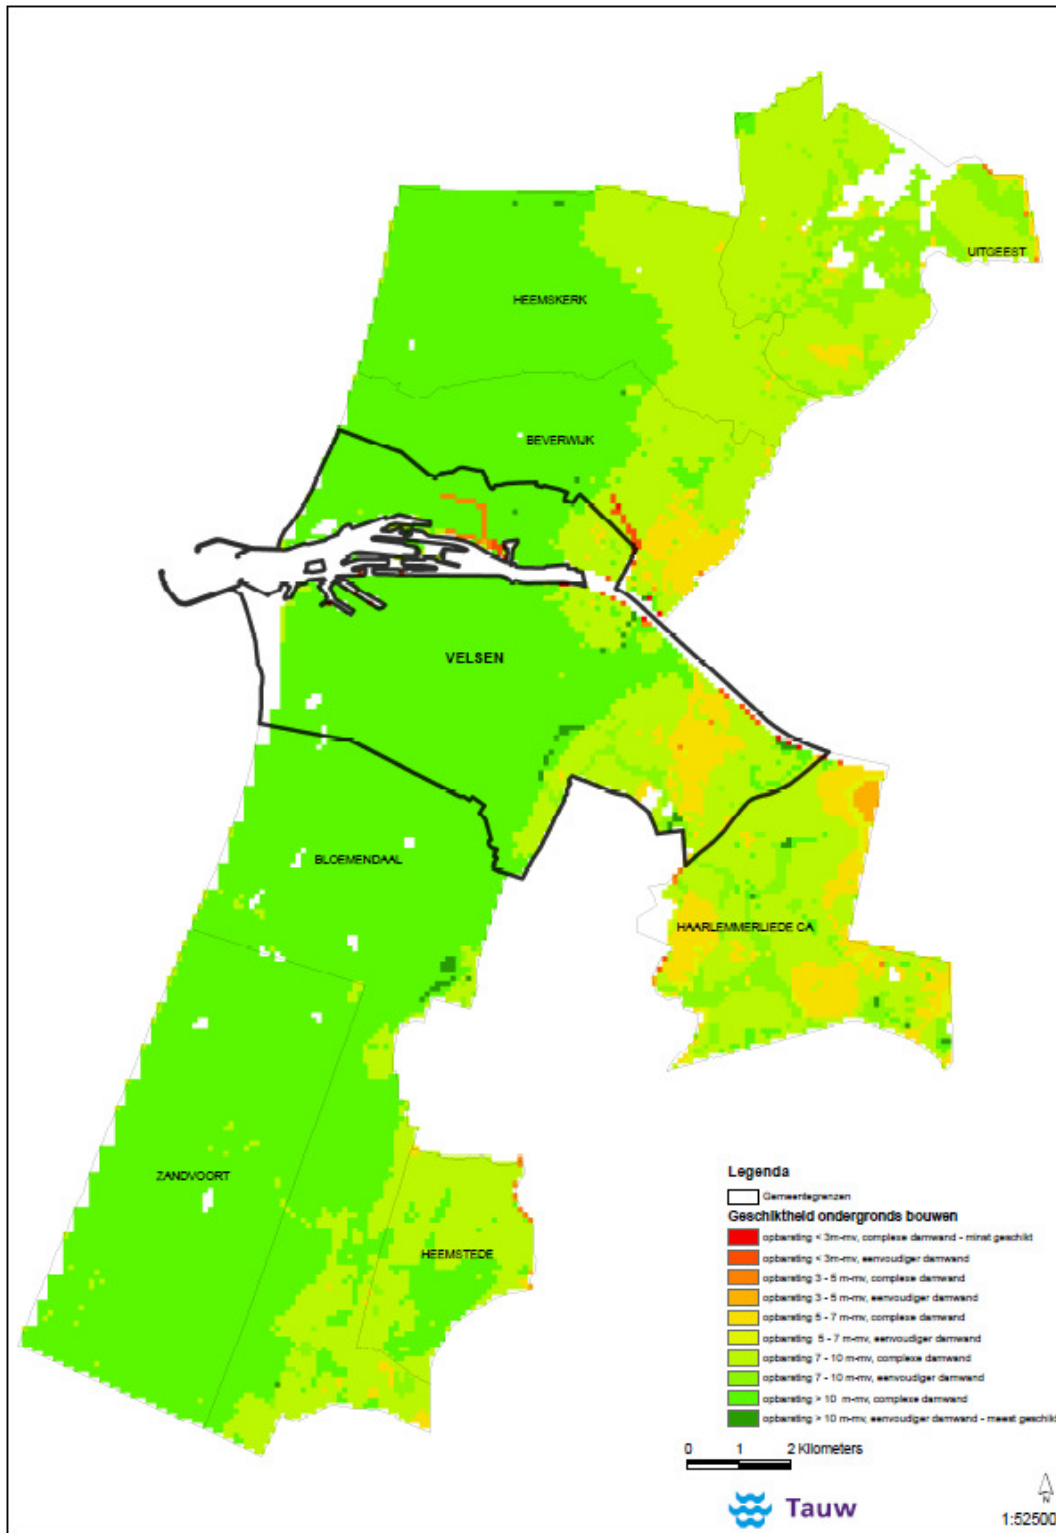 UITGEEST
HEEMSKERK
BEVERWIJK
VELSEN
BLOEMENDAAL
HAARLEMMERLIEDE CA
ZANDVOORT
HEEMSTEDE
Legenda
Gemeentegrenzen
Geschiktheid ondergronds bouwen
opbarsting < 3m-mv, complexe damwand - minst geschikt
opbarsting < 3m-mv, eenvoudiger damwand
opbarsting 3 - 5 m-mv, complexe damwand
opbarsting 3 - 5 m-mv, eenvoudiger damwand
opbarsting 5 - 7 m-mv, complexe damwand
opbarsting 5 - 7 m-mv, eenvoudiger damwand
opbarsting 7 - 10 m-mv, complexe damwand
opbarsting 7 - 10 m-mv, eenvoudiger damwand
opbarsting > 10 m-mv, complexe damwand
opbarsting > 10 m-mv, eenvoudiger damwand - meest geschikt
0 1 2 Kilometers
Tauw
N
1:52500